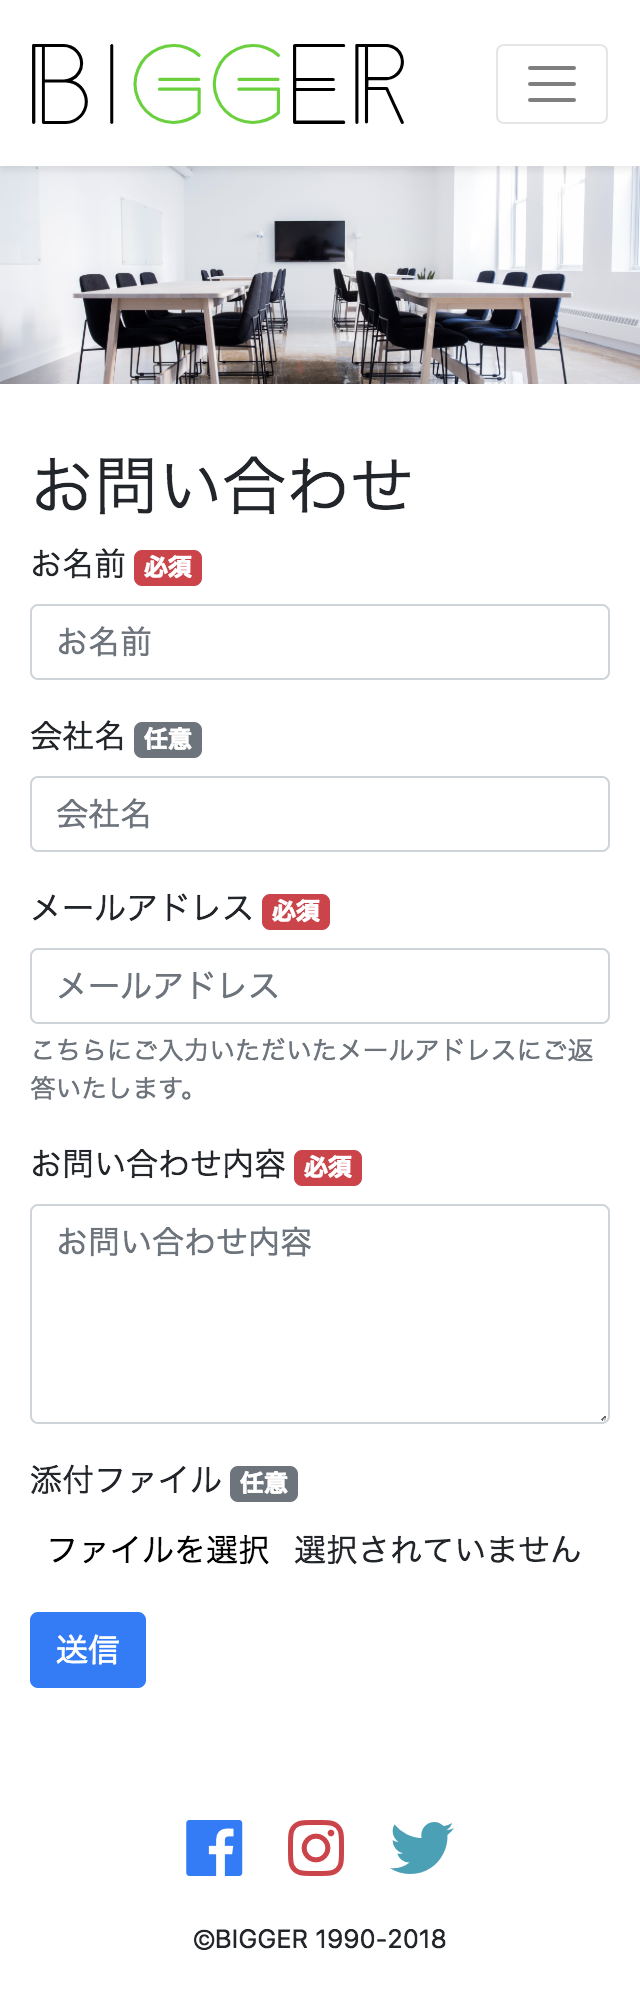 BIGGER
お問い合わせ
お名前 必須
お名前
会社名 任意
会社名
メールアドレス 必須
メールアドレス
こちらにご入力いただいたメールアドレスにご返
答いたします。
お問い合わせ内容 必須
お問い合わせ内容
添付ファイル 任意
ファイルを選択 選択されていません
送信
©BIGGER 1990-2018